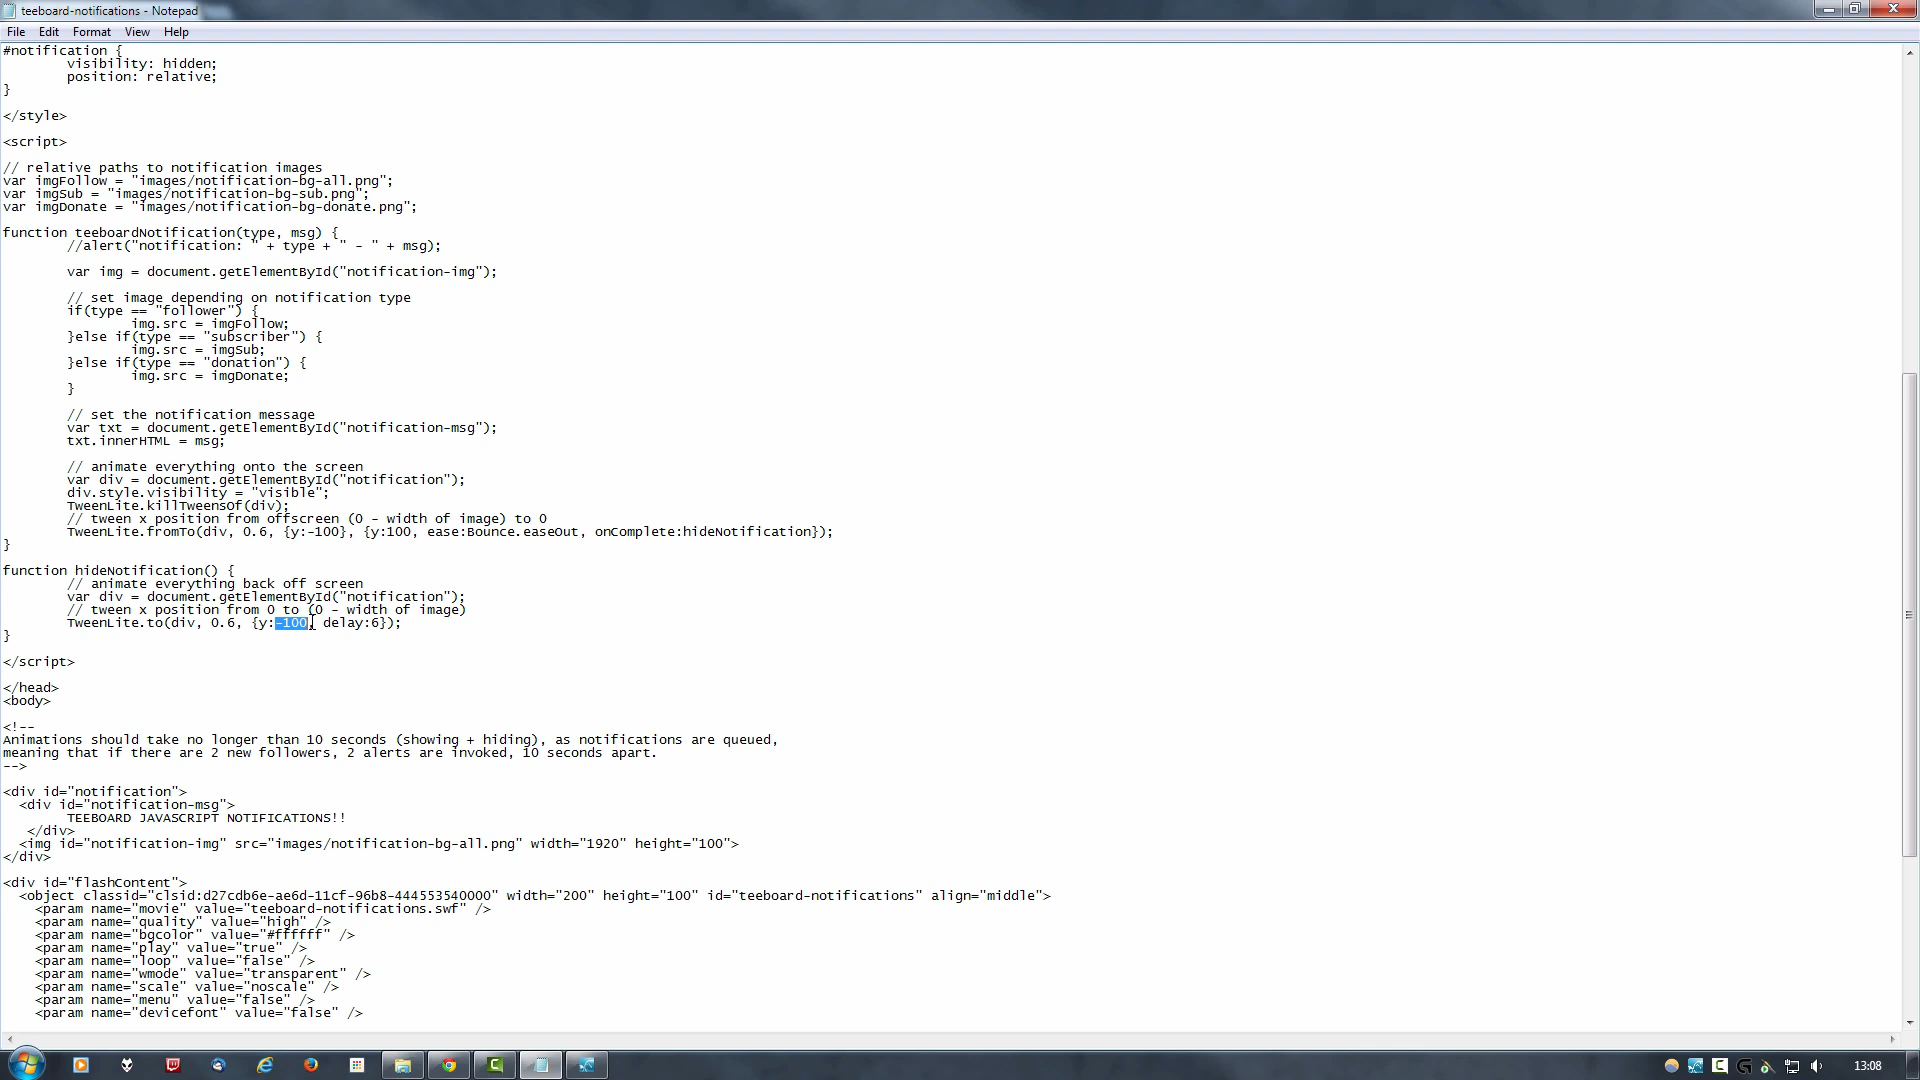 teeboard-notifications - Notepad
File Edit Format View Help
#notification {
visibility: hidden;
position: relative;
}
</style>
<script>
// relative paths to notification images
var imgFollow = "images/notification-bg-all.png";
var imgSub = "images/notification-bg-sub.png";
var imgDonate = "images/notification-bg-donate.png";
function teeboardNotification(type, msg) {
//alert("notification: " + type + " - " + msg);
var img = document.getElementById("notification-img");
// set image depending on notification type
if(type == "follower") {
img.src = imgFollow;
}else if(type == "subscriber") {
img.src = imgSub;
}else if(type == "donation") {
img.src = imgDonate;
}
// set the notification message
var txt = document.getElementById("notification-msg");
txt.innerHTML = msg;
// animate everything onto the screen
var div = document.getElementById("notification");
div.style.visibility = "visible";
TweenLite.killTweensOf(div);
// tween x position from offscreen (0 - width of image) to 0
TweenLite.fromTo(div, 0.6, {y:-100}, {y:100, ease:Bounce.easeOut, onComplete:hideNotification});
}
function hideNotification() {
// animate everything back off screen
var div = document.getElementById("notification");
// tween x position from 0 to (0 - width of image)
TweenLite.to(div, 0.6, {y:-100, delay:6});
}
</script>
</head>
<body>
<!--
Animations should take no longer than 10 seconds (showing + hiding), as notifications are queued,
meaning that if there are 2 new followers, 2 alerts are invoked, 10 seconds apart.
-->
<div id="notification">
<div id="notification-msg">
TEEBOARD JAVASCRIPT NOTIFICATIONS!!
</div>
<img id="notification-img" src="images/notification-bg-all.png" width="1920" height="100">
</div>
<div id="flashContent">
<object classid="clsid:d27cdb6e-ae6d-11cf-96b8-444553540000" width="200" height="100" id="teeboard-notifications" align="middle">
<param name="movie" value="teeboard-notifications.swf" />
<param name="quality" value="high" />
<param name="bgcolor" value="#ffffff" />
<param name="play" value="true" />
<param name="loop" value="false" />
<param name="wmode" value="transparent" />
<param name="scale" value="noscale" />
<param name="menu" value="false" />
<param name="devicefont" value="false" />
13:08